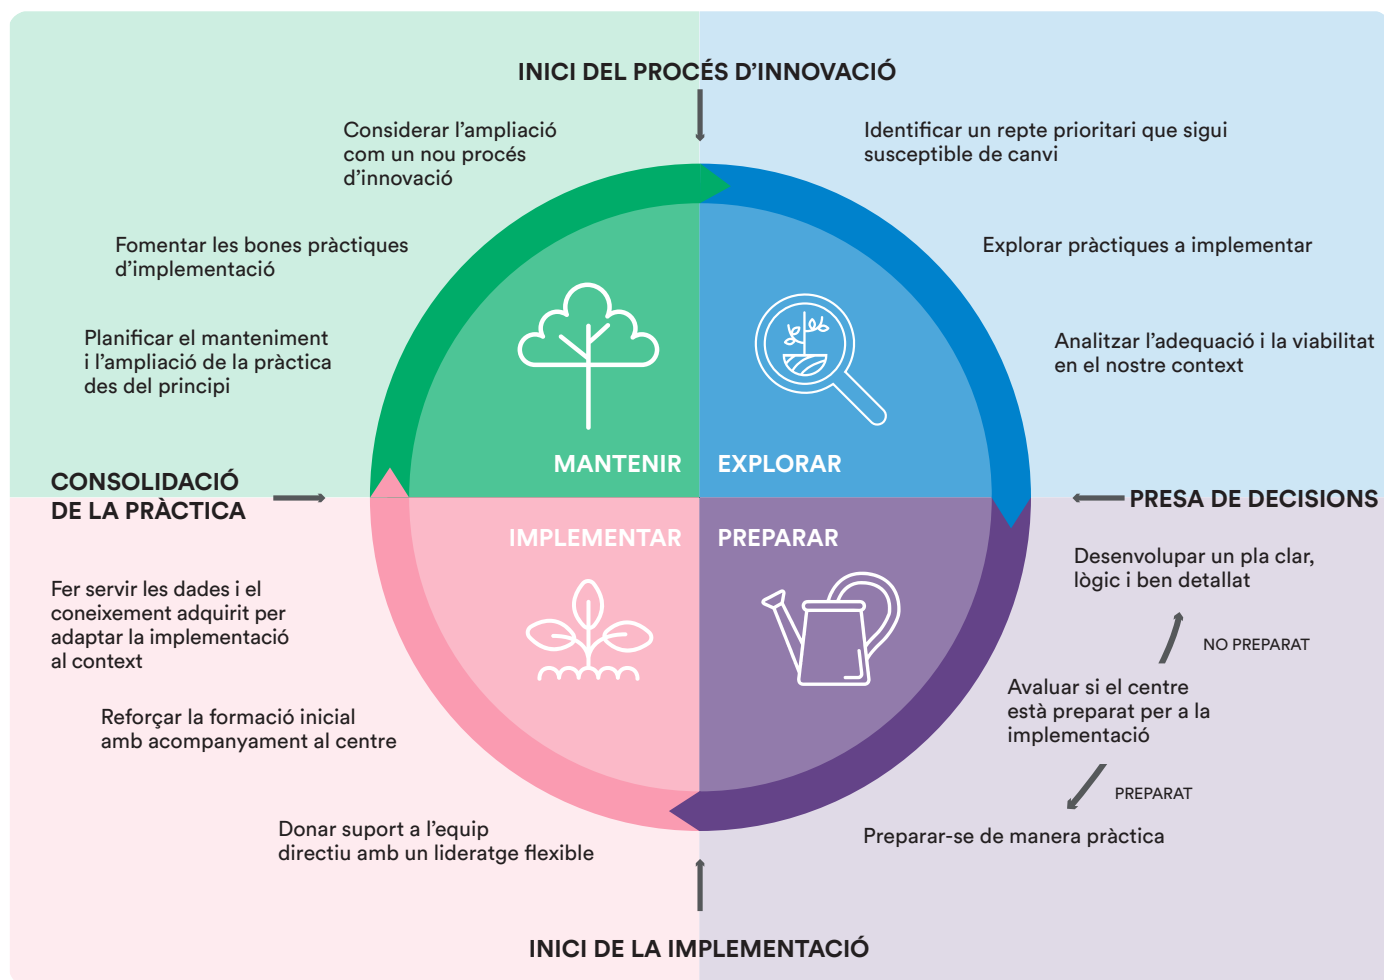 INICI DEL PROCÉS D’INNOVACIÓ
Identificar un repte prioritari que sigui
susceptible de canvi
Explorar pràctiques a implementar
Analitzar l’adequació i la viabilitat
en el nostre context
EXPLORAR
PRESA DE DECISIONS
PREPARAR
Desenvolupar un pla clar,
lògic i ben detallat
NO PREPARAT
Avaluar si el centre
està preparat per a la
implementació
PREPARAT
Preparar-se de manera pràctica
INICI DE LA IMPLEMENTACIÓ
IMPLEMENTAR
Donar suport a l’equip
directiu amb un lideratge flexible
Reforçar la formació inicial
amb acompanyament al centre
Fer servir les dades i el
coneixement adquirit per
adaptar la implementació
al context
CONSOLIDACIÓ
DE LA PRÀCTICA
MANTENIR
Planificar el manteniment
i l’ampliació de la pràctica
des del principi
Fomentar les bones pràctiques
d’implementació
Considerar l’ampliació
com un nou procés
d’innovació